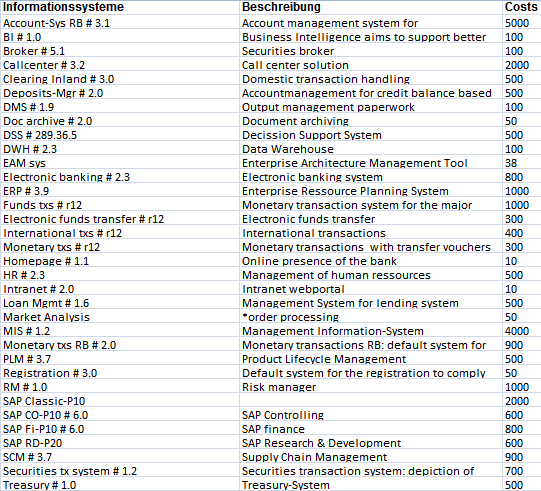 Informationssysteme Beschreibung Costs
Account-Sys RB # 3.1 Account management system for 5000
BI # 1.0 Business Intelligence aims to support better 100
Broker # 5.1 Securities broker 100
Callcenter # 3.2 Call center solution 2000
Clearing Inland # 3.0 Domestic transaction handling 500
Deposits-Mgr # 2.0 Accountmanagement for credit balance based 500
DMS # 1.9 Output management paperwork 100
Doc archive # 2.0 Document archiving 50
DSS # 289.36.5 Decission Support System 500
DWH # 2.3 Data Warehouse 100
EAM sys Enterprise Architecture Management Tool 38
Electronic banking # 2.3 Electronic banking system 800
ERP # 3.9 Enterprise Ressource Planning System 1000
Funds txs # r12 Monetary transaction system for the major 1000
Electronic funds transfer # r12 Electronic funds transfer 300
International txs # r12 International transactions 400
Monetary txs # r12 Monetary transactions with transfer vouchers 300
Homepage # 1.1 Online presence of the bank 10
HR # 2.3 Management of human ressources 500
Intranet # 2.0 Intranet webportal 10
Loan Mgmt # 1.6 Management System for lending system 500
Market Analysis *order processing 50
MIS # 1.2 Management Information-System 4000
Monetary txs RB # 2.0 Monetary transactions RB: default system for 900
PLM # 3.7 Product Lifecycle Management 500
Registration # 3.0 Default system for the registration to comply 50
RM # 1.0 Risk manager 1000
SAP Classic-P10 2000
SAP CO-P10 # 6.0 SAP Controlling 600
SAP Fi-P10 # 6.0 SAP finance 800
SAP RD-P20 SAP Research & Development 600
SCM # 3.7 Supply Chain Management 900
Securities tx system # 1.2 Securities transaction system: depiction of 700
Treasury # 1.0 Treasury-System 500